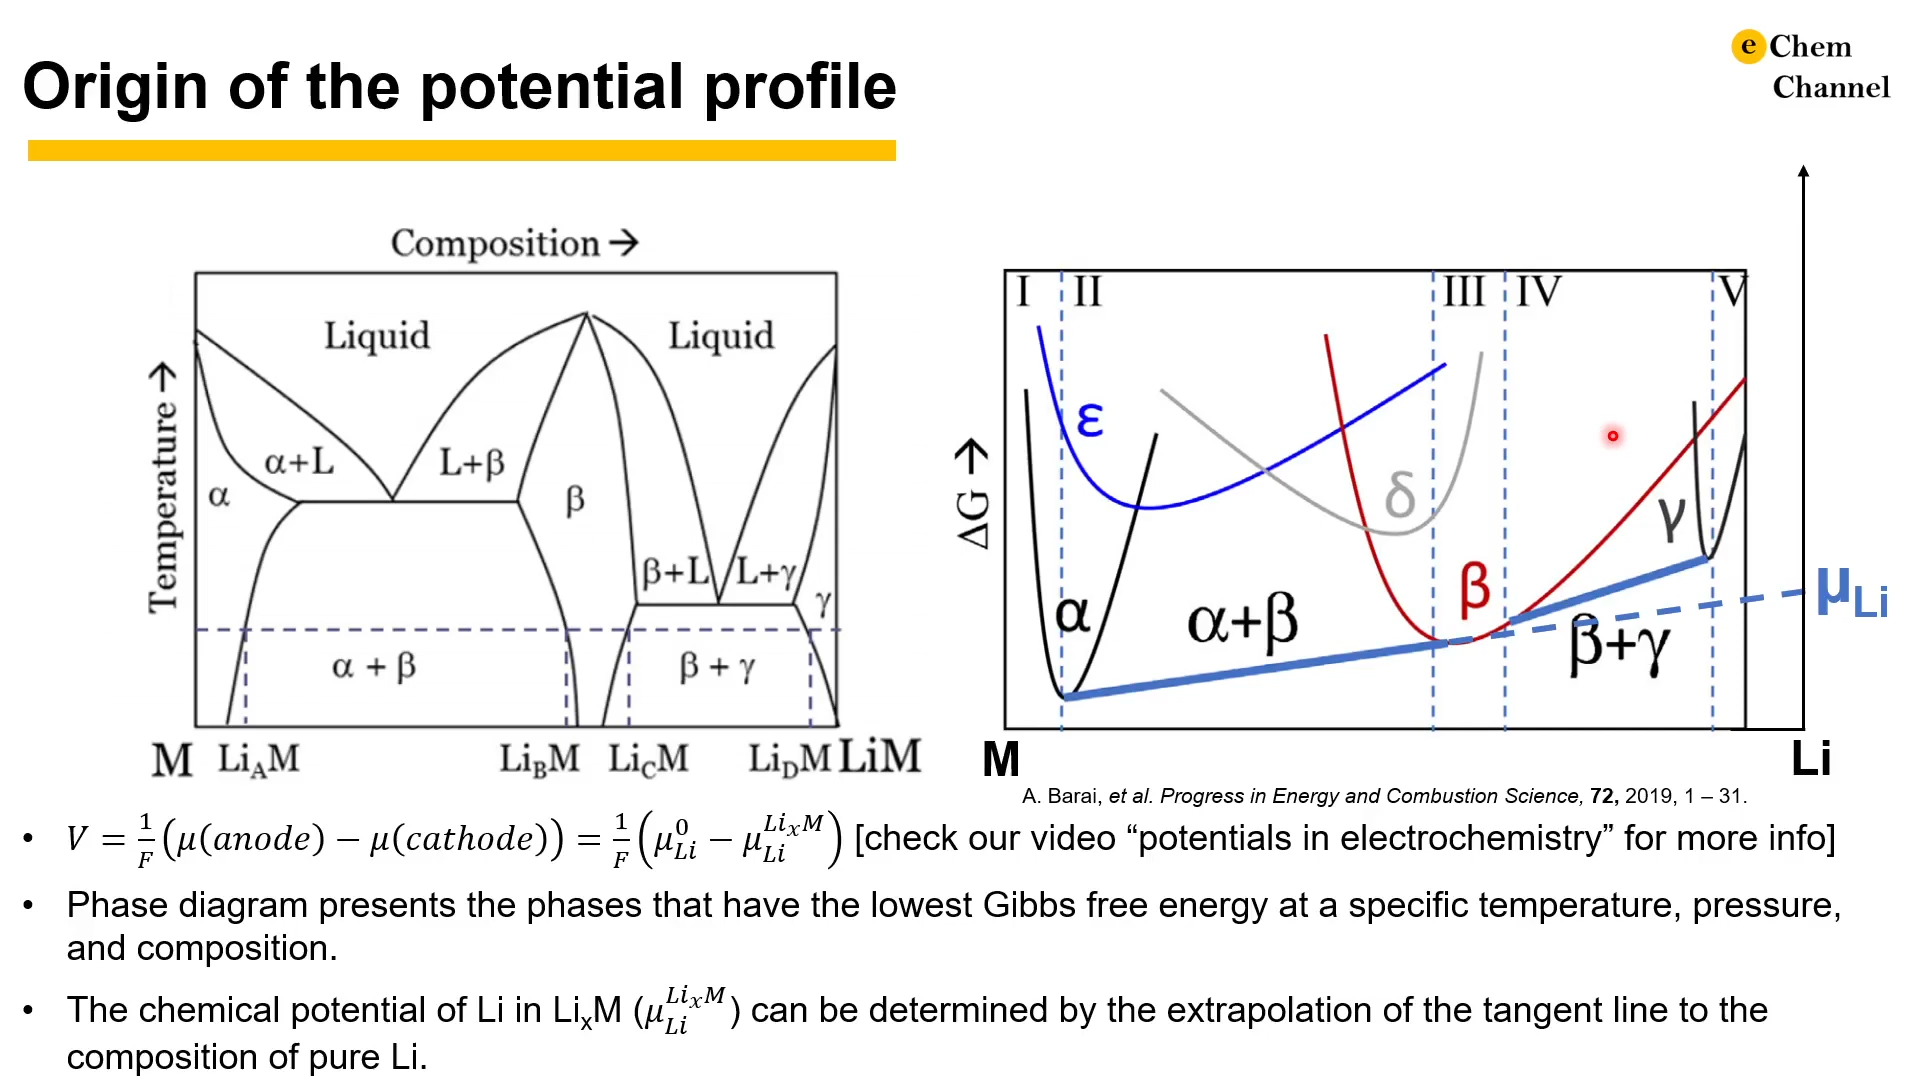 Origin of the potential profile
e Chem
Channel
Composition →
Temperature →
Liquid
Liquid
α+L
L+β
α
β
β+L
L+γ
γ
α + β
β + γ
M LiAM LiBM LiCM LiDM LiM
ΔG →
I II III IV V
ε
δ
γ
β
α
α+β
β+γ
μLi
M
Li
A. Barai, et al. Progress in Energy and Combustion Science, 72, 2019, 1 – 31.
• V = 1/F (μ(anode) − μ(cathode)) = 1/F (μ⁰Li − μLi^LixM) [check our video “potentials in electrochemistry” for more info]
• Phase diagram presents the phases that have the lowest Gibbs free energy at a specific temperature, pressure,
and composition.
• The chemical potential of Li in LixM (μLi^LixM) can be determined by the extrapolation of the tangent line to the
composition of pure Li.